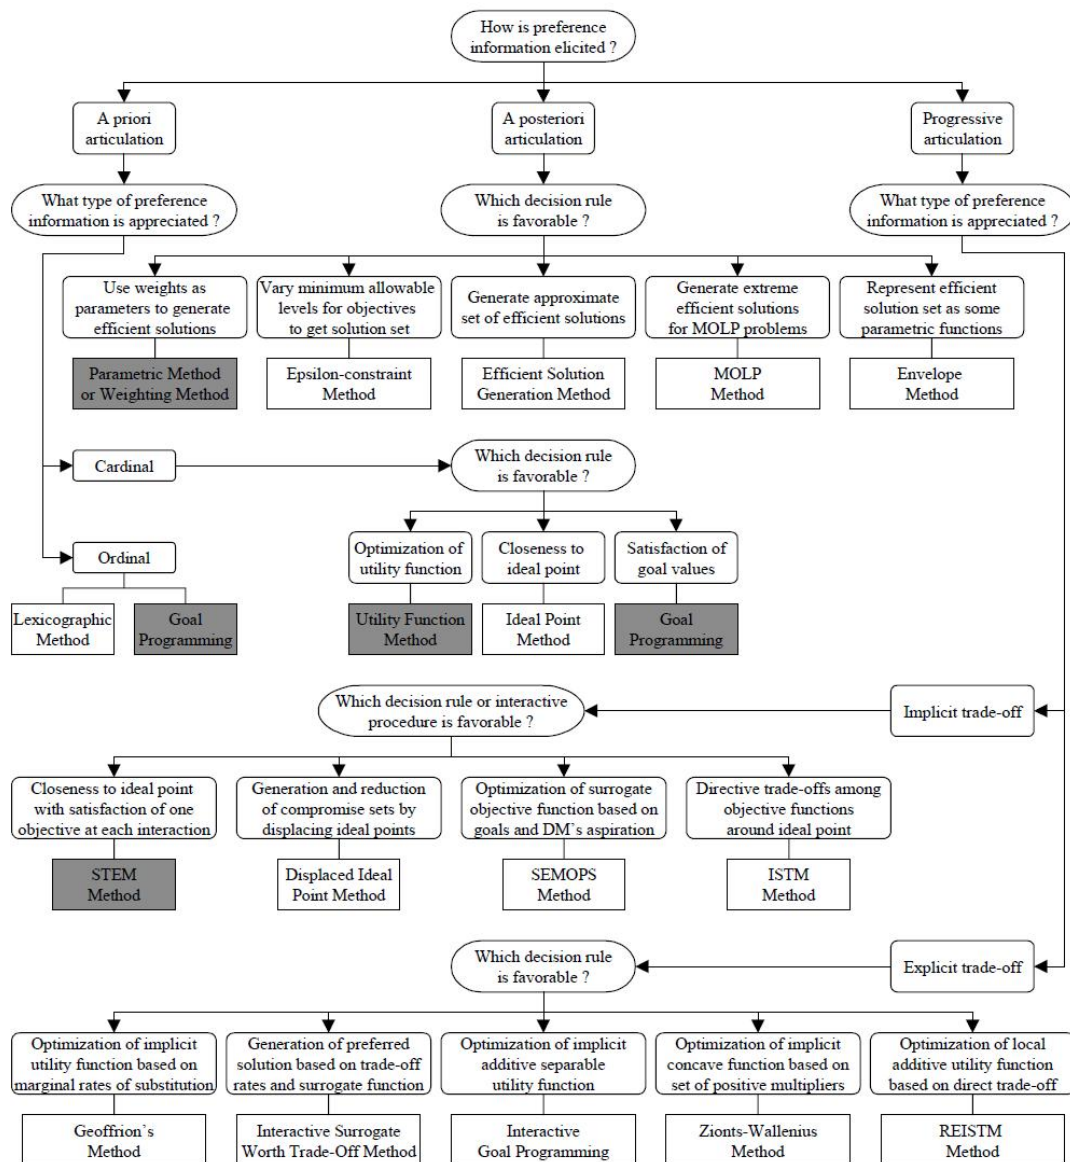 How is preference
information elicited ?
A priori
articulation
A posteriori
articulation
Progressive
articulation
What type of preference
information is appreciated ?
Which decision rule
is favorable ?
What type of preference
information is appreciated ?
Use weights as
parameters to generate
efficient solutions
Vary minimum allowable
levels for objectives
to get solution set
Generate approximate
set of efficient solutions
Generate extreme
efficient solutions
for MOLP problems
Represent efficient
solution set as some
parametric functions
Parametric Method
or Weighting Method
Epsilon-constraint
Method
Efficient Solution
Generation Method
MOLP
Method
Envelope
Method
Cardinal
Which decision rule
is favorable ?
Ordinal
Optimization of
utility function
Closeness to
ideal point
Satisfaction of
goal values
Lexicographic
Method
Goal
Programming
Utility Function
Method
Ideal Point
Method
Goal
Programming
Which decision rule or interactive
procedure is favorable ?
Implicit trade-off
Closeness to ideal point
with satisfaction of one
objective at each interaction
Generation and reduction
of compromise sets by
displacing ideal points
Optimization of surrogate
objective function based on
goals and DM's aspiration
Directive trade-offs among
objective functions
around ideal point
STEM
Method
Displaced Ideal
Point Method
SEMOPS
Method
ISTM
Method
Which decision rule
is favorable ?
Explicit trade-off
Optimization of implicit
utility function based on
marginal rates of substitution
Generation of preferred
solution based on trade-off
rates and surrogate function
Optimization of implicit
additive separable
utility function
Optimization of implicit
concave function based on
set of positive multipliers
Optimization of local
additive utility function
based on direct trade-off
Geoffrion's
Method
Interactive Surrogate
Worth Trade-Off Method
Interactive
Goal Programming
Zionts-Wallenius
Method
REISTM
Method